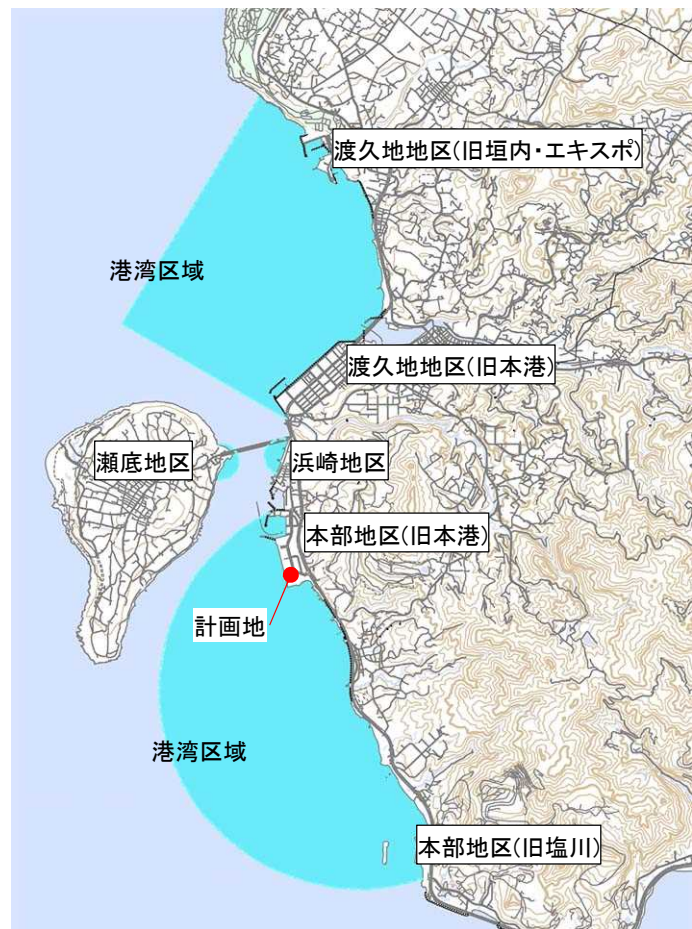 渡久地地区(旧垣内・エキスポ)
港湾区域
渡久地地区(旧本港)
瀬底地区
浜崎地区
本部地区(旧本港)
計画地
港湾区域
本部地区(旧塩川)